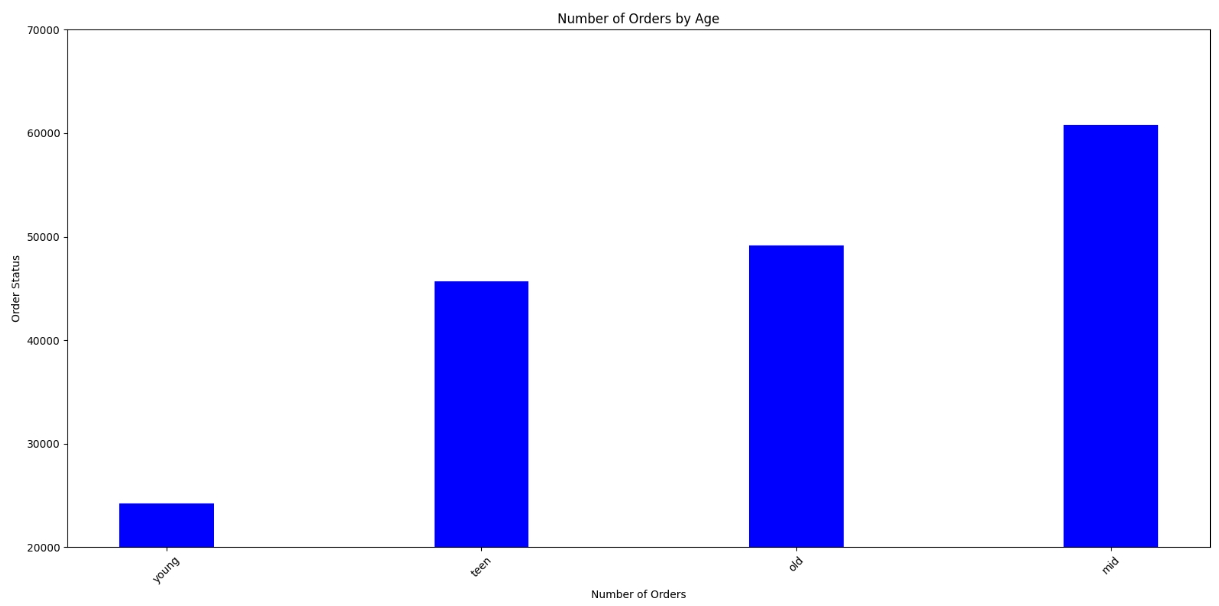 Number of Orders by Age
70000
60000
50000
40000
30000
20000
Order Status
young
teen
old
mid
Number of Orders